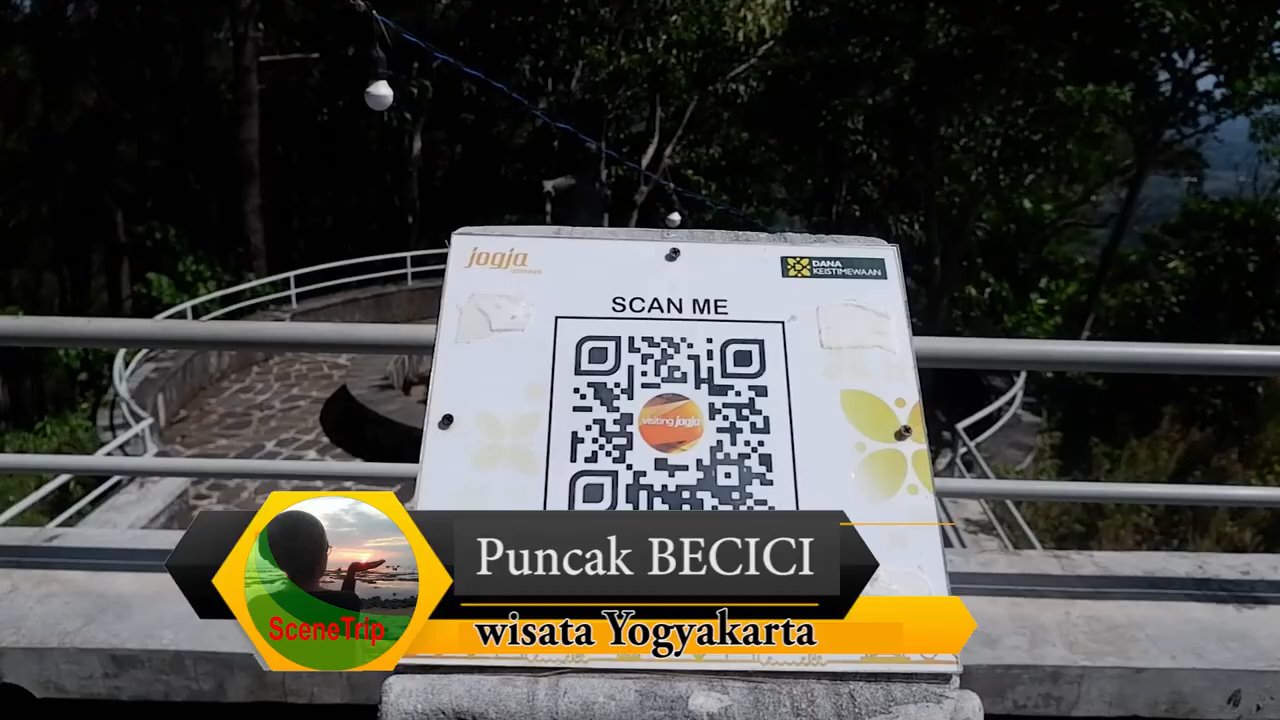 jogja
DANA
KEISTIMEWAAN
SCAN ME
visiting jogja
Puncak BECICI
SceneTrip
wisata Yogyakarta